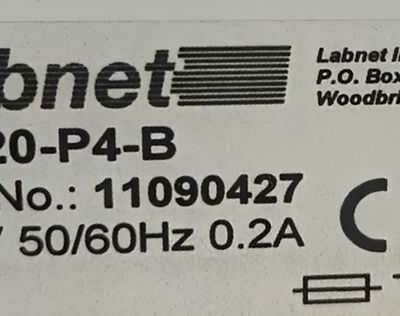 bnet
Labnet I
P.O. Box
Woodbri
20-P4-B
No.: 11090427
50/60Hz 0.2A
C